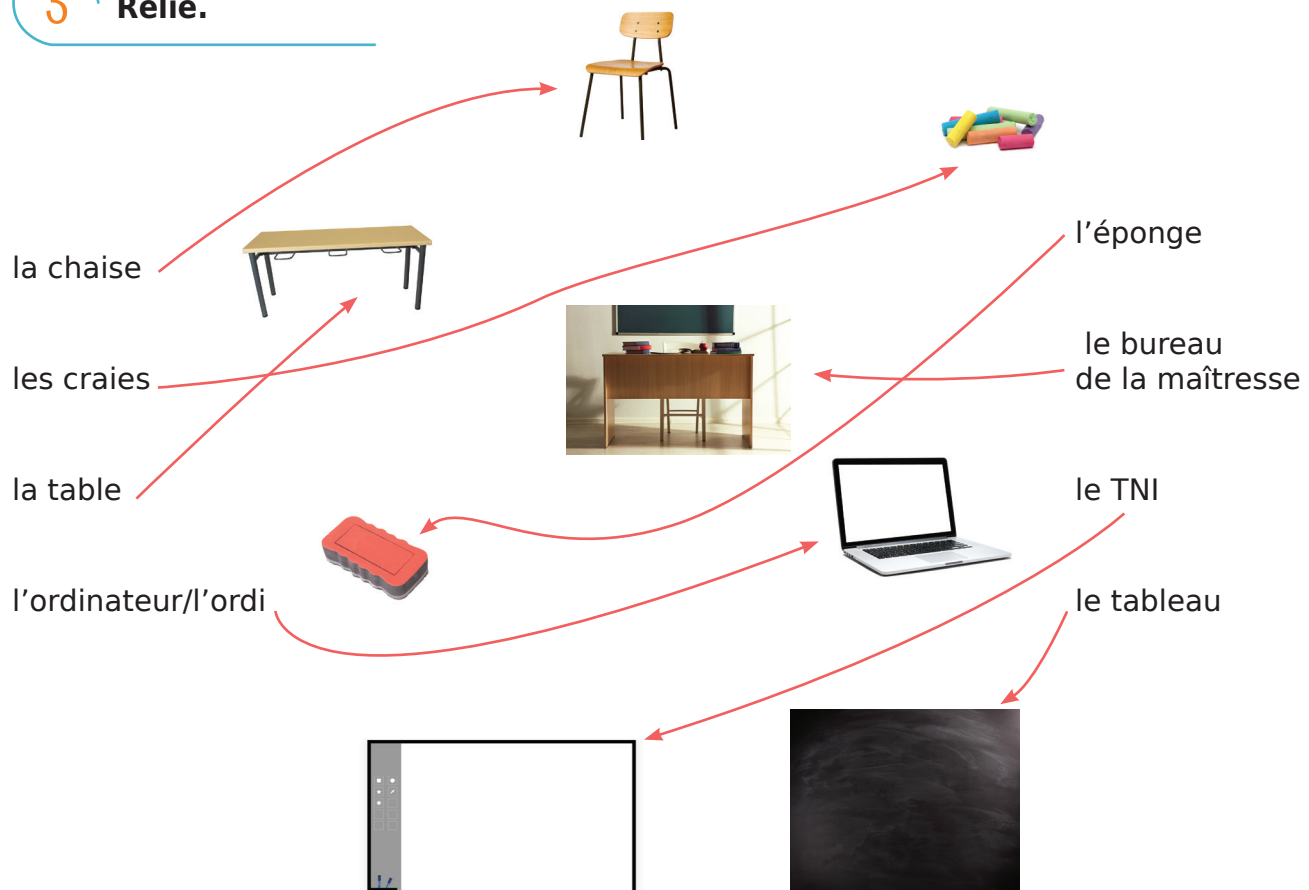 3 Relie.
la chaise
les craies
la table
l’ordinateur/l’ordi
l’éponge
le bureau
de la maîtresse
le TNI
le tableau